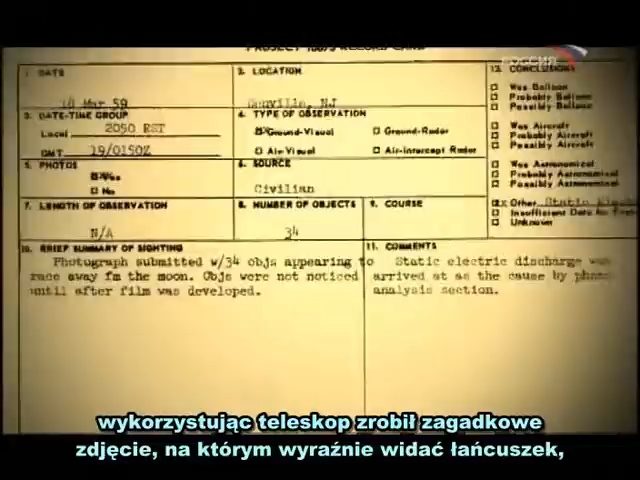 РОССИЯ
PROJECT 10073 RECORD CARD
1. DATE
18 Mar 59
2. LOCATION
NJ
12. CONCLUSIONS
Was Balloon
Probably Balloon
Possibly Balloon
Was Aircraft
Probably Aircraft
Possibly Aircraft
Was Astronomical
Probably Astronomical
Possibly Astronomical
Other Static
Insufficient Data for
Unknown
3. DATE-TIME GROUP
Local 2050 EST
GMT 19/0150Z
4. TYPE OF OBSERVATION
Ground-Visual
Ground-Radar
Air-Visual
Air-Intercept Radar
5. PHOTOS
Yes
No
6. SOURCE
Civilian
7. LENGTH OF OBSERVATION
N/A
8. NUMBER OF OBJECTS
34
9. COURSE
10. BRIEF SUMMARY OF SIGHTING
Photograph submitted w/34 objs appearing to
race away fm the moon. Objs were not noticed
until after film was developed.
11. COMMENTS
Static electric discharge was
arrived at as the cause by
analysis section.
wykorzystując teleskop zrobił zagadkowe
zdjęcie, na którym wyraźnie widać łańcuszek,